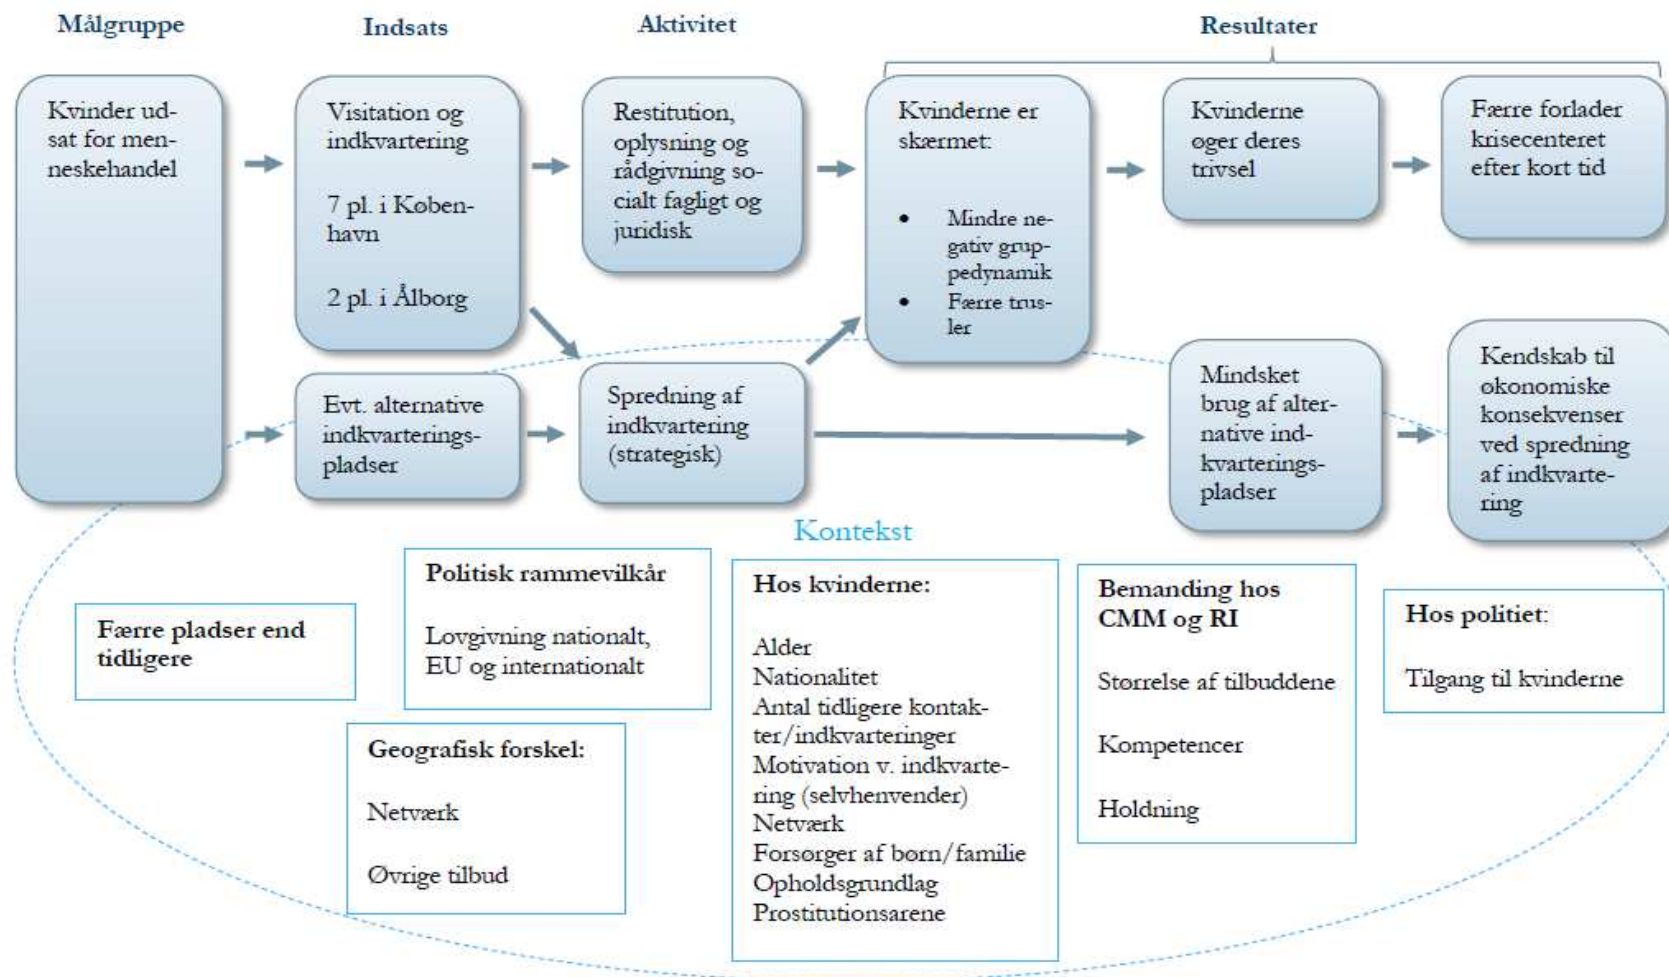 Målgruppe
Indsats
Aktivitet
Resultater
Kvinder ud-
sat for men-
neskehandel
Visitation og
indkvartering
7 pl. i Køben-
havn
2 pl. i Ålborg
Restitution,
oplysning og
rådgivning so-
cialt fagligt og
juridisk
Kvinderne er
skærmet:
• Mindre ne-
gativ grup-
pedynamik
• Færre trus-
ler
Kvinderne
øger deres
trivsel
Færre forlader
krisecenteret
efter kort tid
Evt. alternative
indkvarterings-
pladser
Spredning af
indkvartering
(strategisk)
Mindsket
brug af alter-
native ind-
kvarterings-
pladser
Kendskab til
økonomiske
konsekvenser
ved spredning
af indkvarte-
ring
Kontekst
Færre pladser end
tidligere
Politisk rammevilkår
Lovgivning nationalt,
EU og internationalt
Geografisk forskel:
Netværk
Øvrige tilbud
Hos kvinderne:
Alder
Nationalitet
Antal tidligere kontak-
ter/indkvarteringer
Motivation v. indkvarte-
ring (selvhenvender)
Netværk
Forsørger af børn/familie
Opholdsgrundlag
Prostitutionsarene
Bemanding hos
CMM og RI
Størrelse af tilbuddene
Kompetencer
Holdning
Hos politiet:
Tilgang til kvinderne